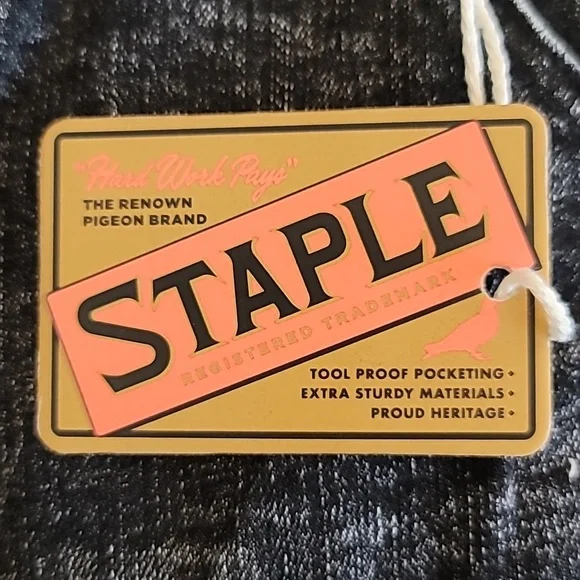 "Hard Work Pays"
THE RENOWN
PIGEON BRAND
STAPLE
REGISTERED TRADEMARK
TOOL PROOF POCKETING •
EXTRA STURDY MATERIALS •
PROUD HERITAGE •